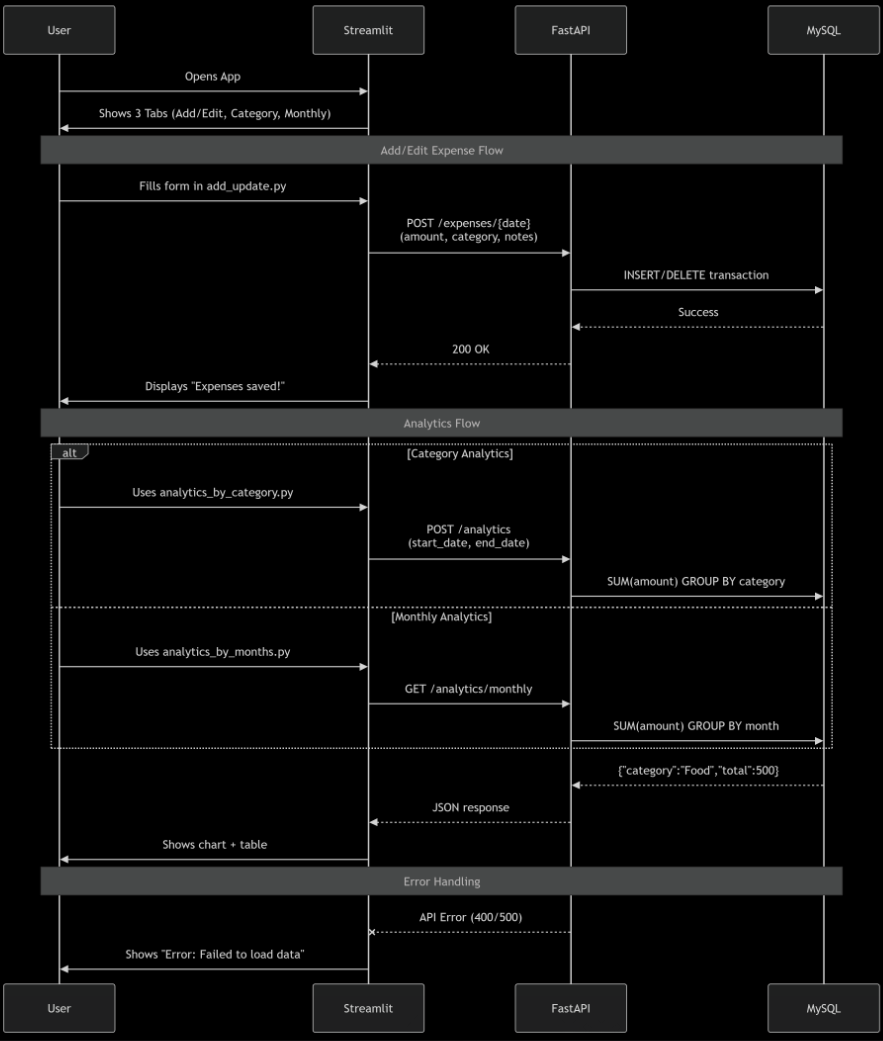 User
Streamlit
FastAPI
MySQL
Opens App
Shows 3 Tabs (Add/Edit, Category, Monthly)
Add/Edit Expense Flow
Fills form in add_update.py
POST /expenses/{date}
(amount, category, notes)
INSERT/DELETE transaction
Success
200 OK
Displays "Expenses saved!"
Analytics Flow
alt
[Category Analytics]
Uses analytics_by_category.py
POST /analytics
(start_date, end_date)
SUM(amount) GROUP BY category
[Monthly Analytics]
Uses analytics_by_months.py
GET /analytics/monthly
SUM(amount) GROUP BY month
{"category":"Food","total":500}
JSON response
Shows chart + table
Error Handling
API Error (400/500)
Shows "Error: Failed to load data"
User
Streamlit
FastAPI
MySQL